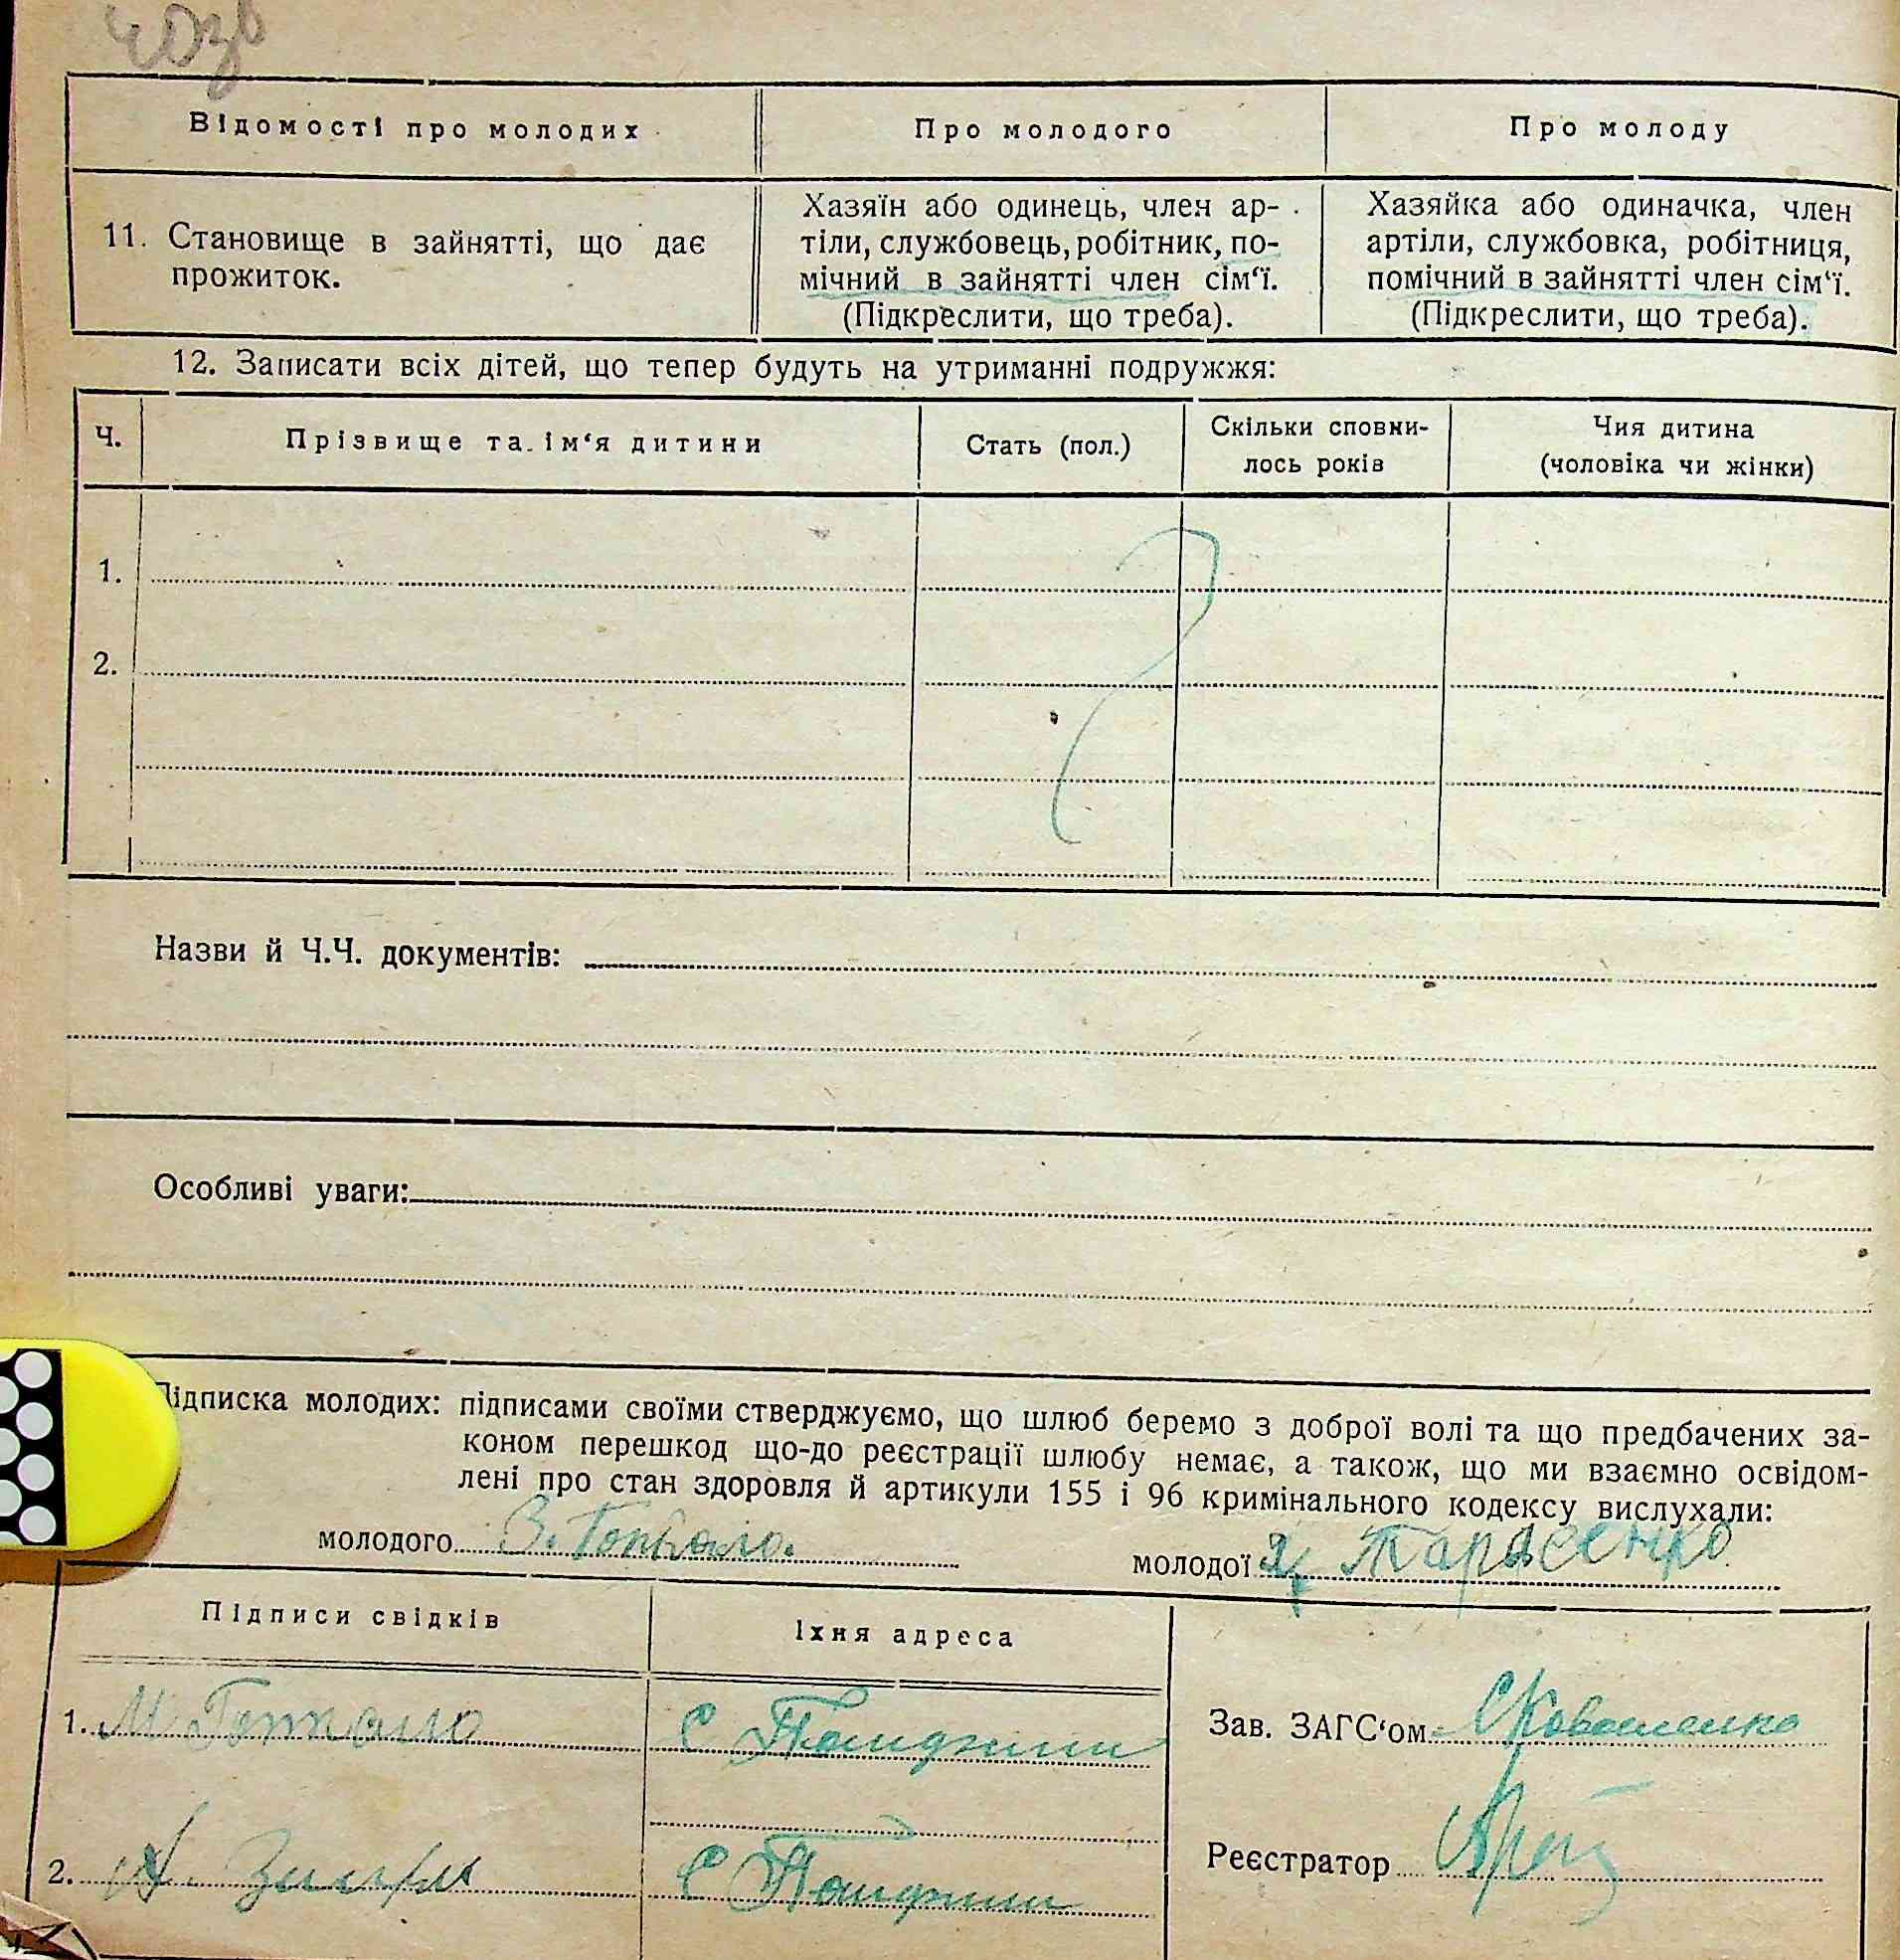 403б
Відомості про молодих
Про молодого
Про молоду
11. Становище в зайнятті, що дає
прожиток.
Хазяїн або одинець, член ар-
тіли, службовець, робітник, по-
мічний в зайнятті член сім‘ї.
(Підкреслити, що треба).
Хазяйка або одиначка, член
артіли, службовка, робітниця,
помічний в зайнятті член сім‘ї.
(Підкреслити, що треба).
12. Записати всіх дітей, що тепер будуть на утриманні подружжя:
Ч.
Прізвище та ім‘я дитини
Стать (пол.)
Скільки сповни-
лось років
Чия дитина
(чоловіка чи жінки)
1.
2.
Назви й Ч.Ч. документів:
Особливі уваги:
Підписка молодих: підписами своїми стверджуємо, що шлюб беремо з доброї волі та що предбачених за-
коном перешкод що-до реєстрації шлюбу немає, а також, що ми взаємно освідом-
лені про стан здоровля й артикули 155 і 96 кримінального кодексу вислухали:
молодого
молодої Тарасенко
Підписи свідків
Їхня адреса
1. М
С
Зав. ЗАГС‘ом Коваленко
2.
С
Реєстратор